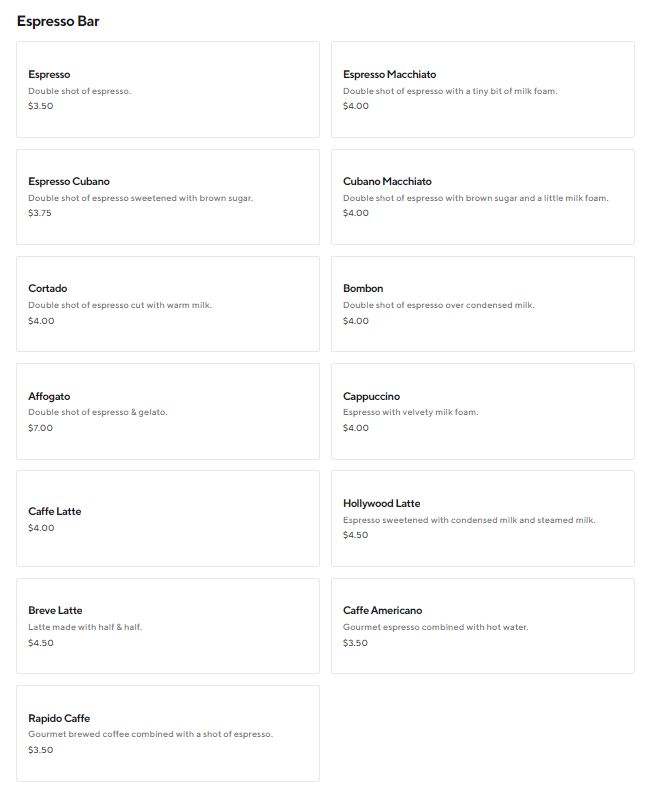 Espresso Bar
Espresso
Double shot of espresso.
$3.50
Espresso Macchiato
Double shot of espresso with a tiny bit of milk foam.
$4.00
Espresso Cubano
Double shot of espresso sweetened with brown sugar.
$3.75
Cubano Macchiato
Double shot of espresso with brown sugar and a little milk foam.
$4.00
Cortado
Double shot of espresso cut with warm milk.
$4.00
Bombon
Double shot of espresso over condensed milk.
$4.00
Affogato
Double shot of espresso & gelato.
$7.00
Cappuccino
Espresso with velvety milk foam.
$4.00
Caffe Latte
$4.00
Hollywood Latte
Espresso sweetened with condensed milk and steamed milk.
$4.50
Breve Latte
Latte made with half & half.
$4.50
Caffe Americano
Gourmet espresso combined with hot water.
$3.50
Rapido Caffe
Gourmet brewed coffee combined with a shot of espresso.
$3.50